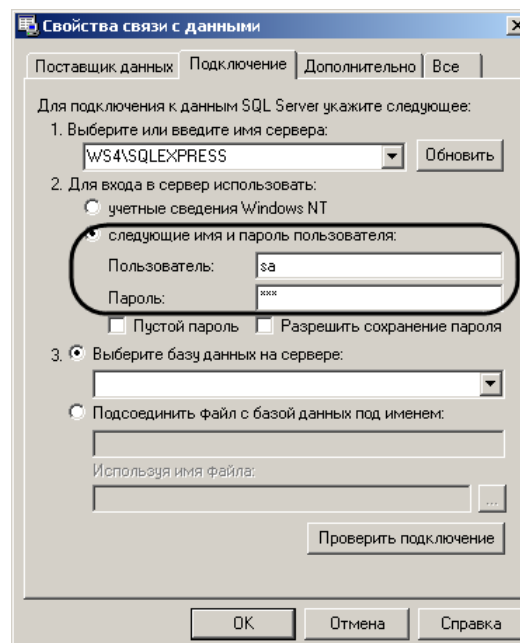 Свойства связи с данными
Поставщик данных Подключение Дополнительно Все
Для подключения к данным SQL Server укажите следующее:
1. Выберите или введите имя сервера:
WS4\SQLEXPRESS Обновить
2. Для входа в сервер использовать:
учетные сведения Windows NT
следующие имя и пароль пользователя:
Пользователь: sa
Пароль: ***
Пустой пароль Разрешить сохранение пароля
3. Выберите базу данных на сервере:
Подсоединить файл с базой данных под именем:
Используя имя файла:
...
Проверить подключение
OK Отмена Справка